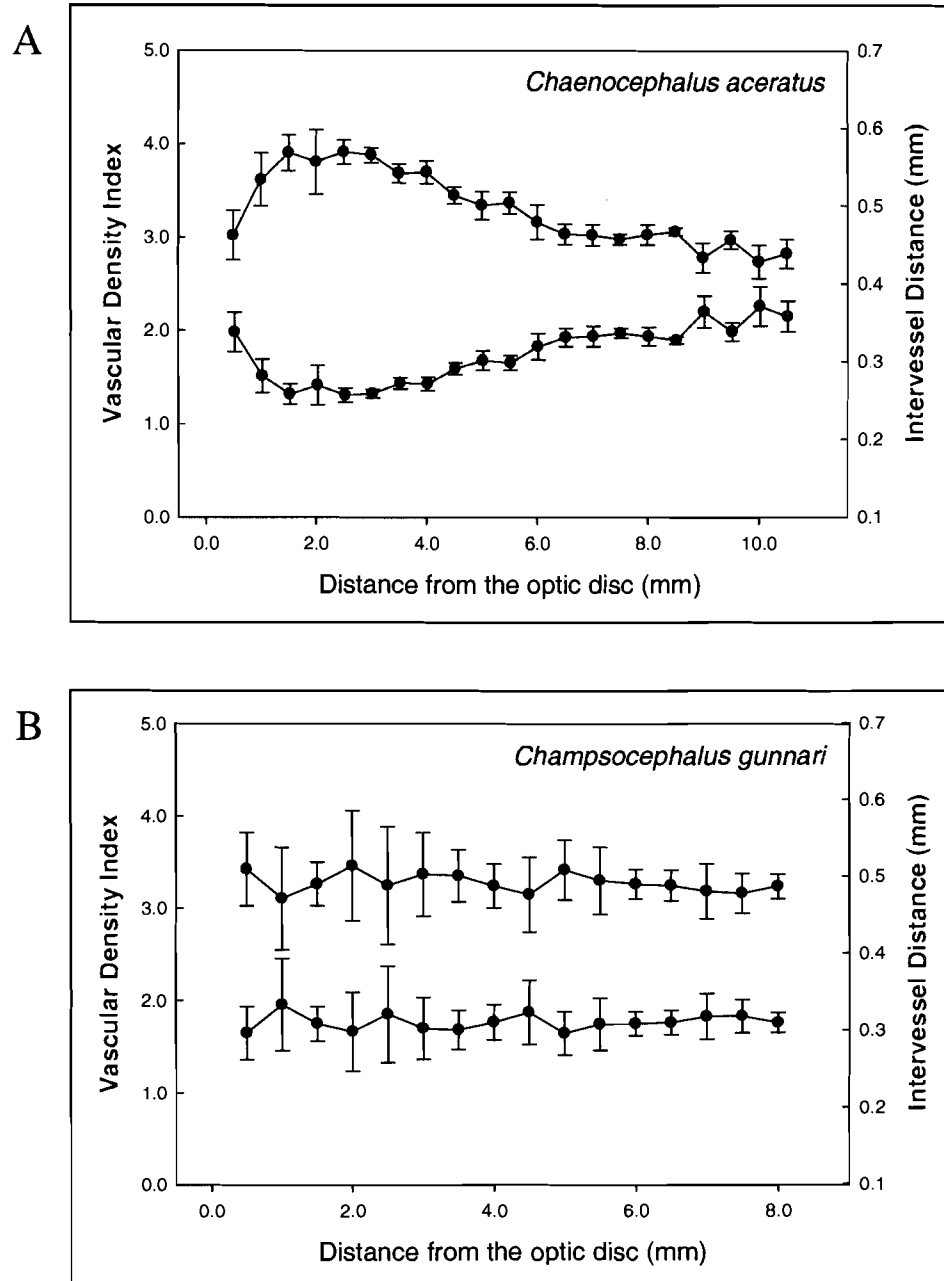 A
Chaenocephalus aceratus
Vascular Density Index
5.0
4.0
3.0
2.0
1.0
0.0
Intervessel Distance (mm)
0.7
0.6
0.5
0.4
0.3
0.2
0.1
0.0 2.0 4.0 6.0 8.0 10.0
Distance from the optic disc (mm)
B
Champsocephalus gunnari
Vascular Density Index
5.0
4.0
3.0
2.0
1.0
0.0
Intervessel Distance (mm)
0.7
0.6
0.5
0.4
0.3
0.2
0.1
0.0 2.0 4.0 6.0 8.0
Distance from the optic disc (mm)